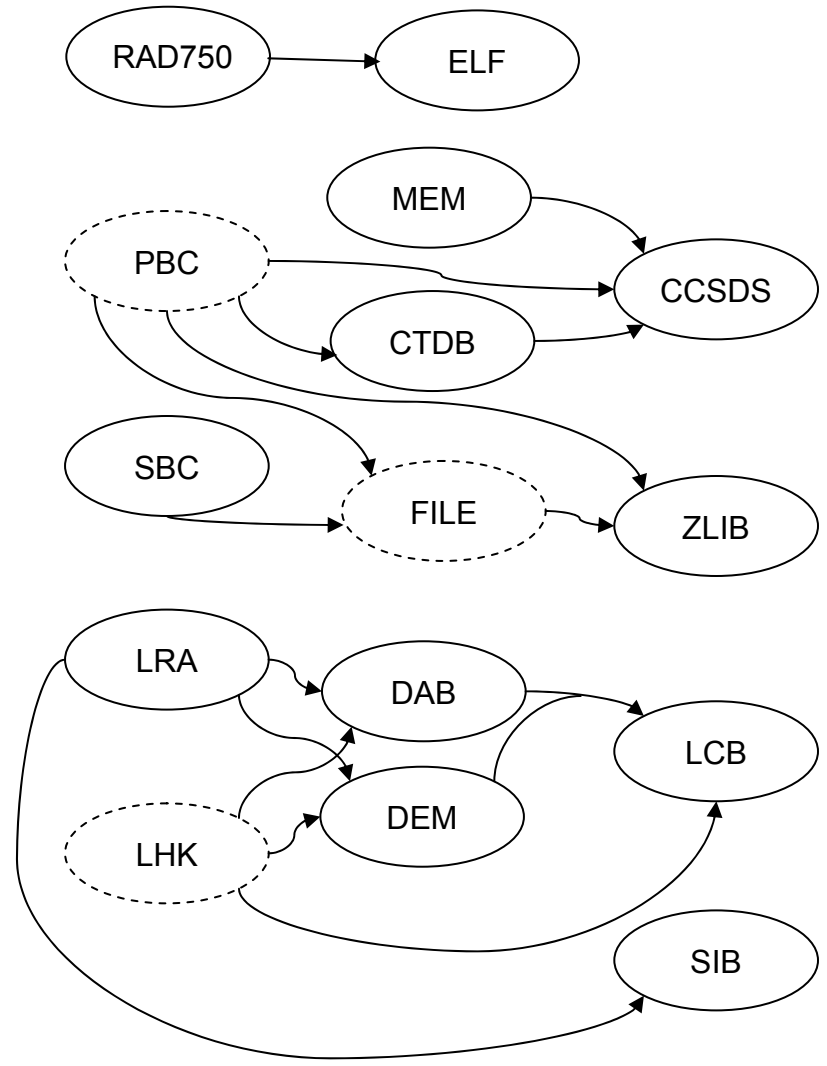 RAD750
ELF
MEM
PBC
CCSDS
CTDB
SBC
FILE
ZLIB
LRA
DAB
LCB
DEM
LHK
SIB